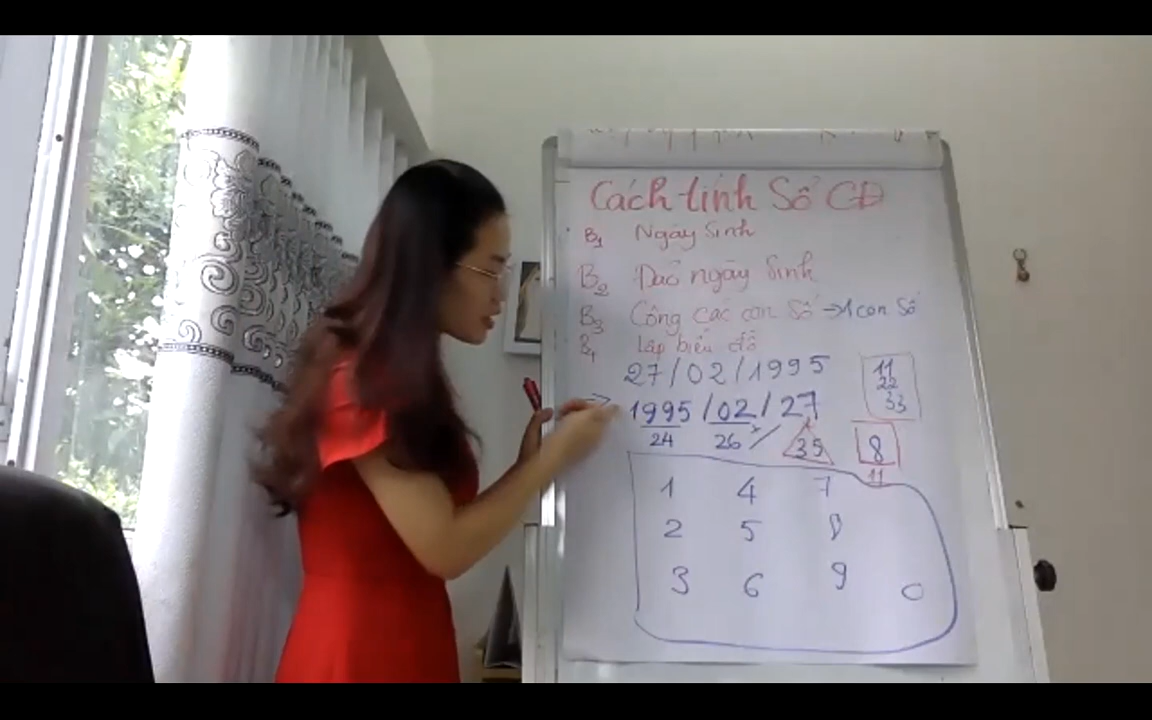 Cách tính Số CĐ
B1 Ngày Sinh
B2 Đảo ngày Sinh
B3 Cộng các con Số → 1 con Số
B4 Lập biểu đồ
27/02/1995
11
22
33
=> 1995/02/27
24 26 35 8
11
1 4 7
2 5 8
3 6 9 0